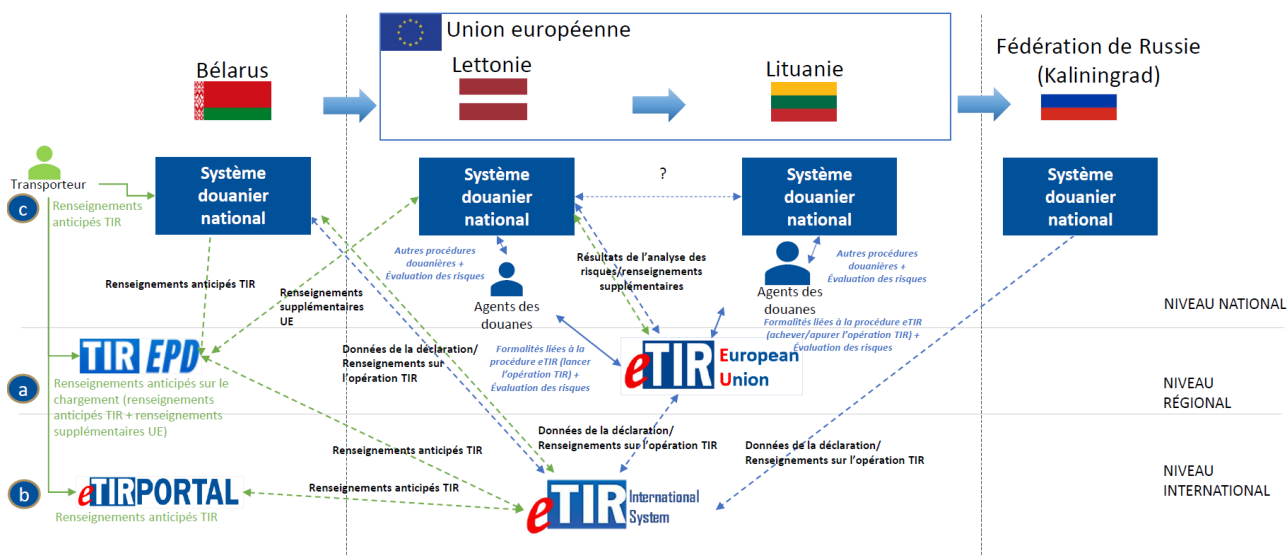 Union européenne
Bélarus
Lettonie
Lituanie
Fédération de Russie
(Kaliningrad)
Transporteur
c
Renseignements
anticipés TIR
Système
douanier
national
Système
douanier
national
?
Système
douanier
national
Système
douanier
national
Autres procédures
douanières +
Évaluation des risques
Résultats de l'analyse des
risques/renseignements
supplémentaires
Autres procédures
douanières +
Évaluation des risques
Renseignements anticipés TIR
Renseignements
supplémentaires
UE
Agents des
douanes
Agents des
douanes
NIVEAU NATIONAL
Formalités liées à la procédure eTIR
(achever/apurer l'opération TIR) +
Évaluation des risques
TIR EPD
Données de la déclaration/
Renseignements sur
l'opération TIR
Formalités liées à la
procédure eTIR (lancer
l'opération TIR) +
Évaluation des risques
eTIR European
Union
a
Renseignements anticipés sur le
chargement (renseignements
anticipés TIR + renseignements
supplémentaires UE)
NIVEAU
RÉGIONAL
Données de la déclaration/
Renseignements sur l'opération TIR
Données de la déclaration/
Renseignements sur l'opération TIR
Renseignements anticipés TIR
b
eTIRPORTAL
Renseignements anticipés TIR
Renseignements anticipés TIR
eTIR International
System
NIVEAU
INTERNATIONAL